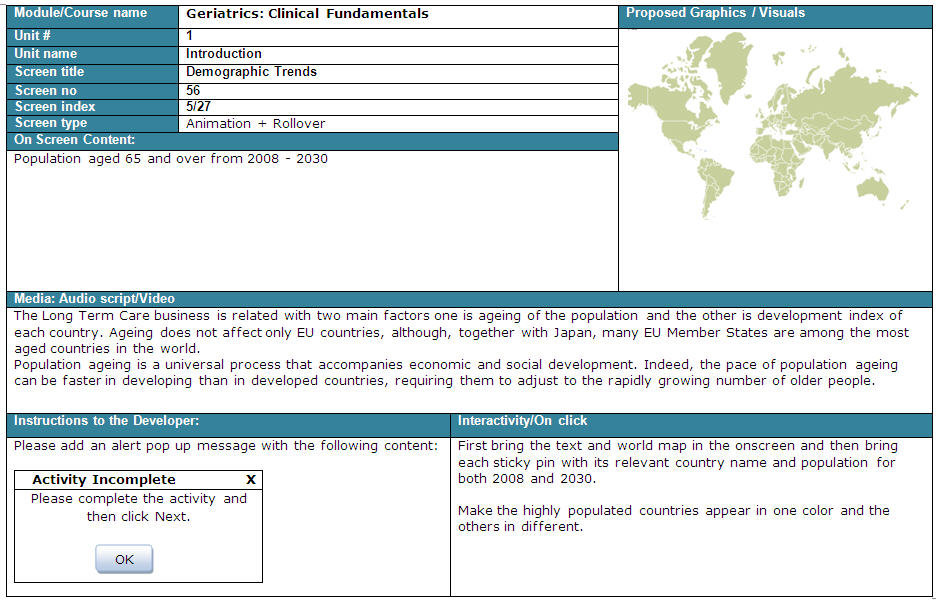 Module/Course name
Geriatrics: Clinical Fundamentals
Proposed Graphics / Visuals
Unit #
1
Unit name
Introduction
Screen title
Demographic Trends
Screen no
56
Screen index
5/27
Screen type
Animation + Rollover
On Screen Content:
Population aged 65 and over from 2008 - 2030
Media: Audio script/Video
The Long Term Care business is related with two main factors one is ageing of the population and the other is development index of
each country. Ageing does not affect only EU countries, although, together with Japan, many EU Member States are among the most
aged countries in the world.
Population ageing is a universal process that accompanies economic and social development. Indeed, the pace of population ageing
can be faster in developing than in developed countries, requiring them to adjust to the rapidly growing number of older people.
Instructions to the Developer:
Please add an alert pop up message with the following content:
Activity Incomplete X
Please complete the activity and
then click Next.
OK
Interactivity/On click
First bring the text and world map in the onscreen and then bring
each sticky pin with its relevant country name and population for
both 2008 and 2030.
Make the highly populated countries appear in one color and the
others in different.